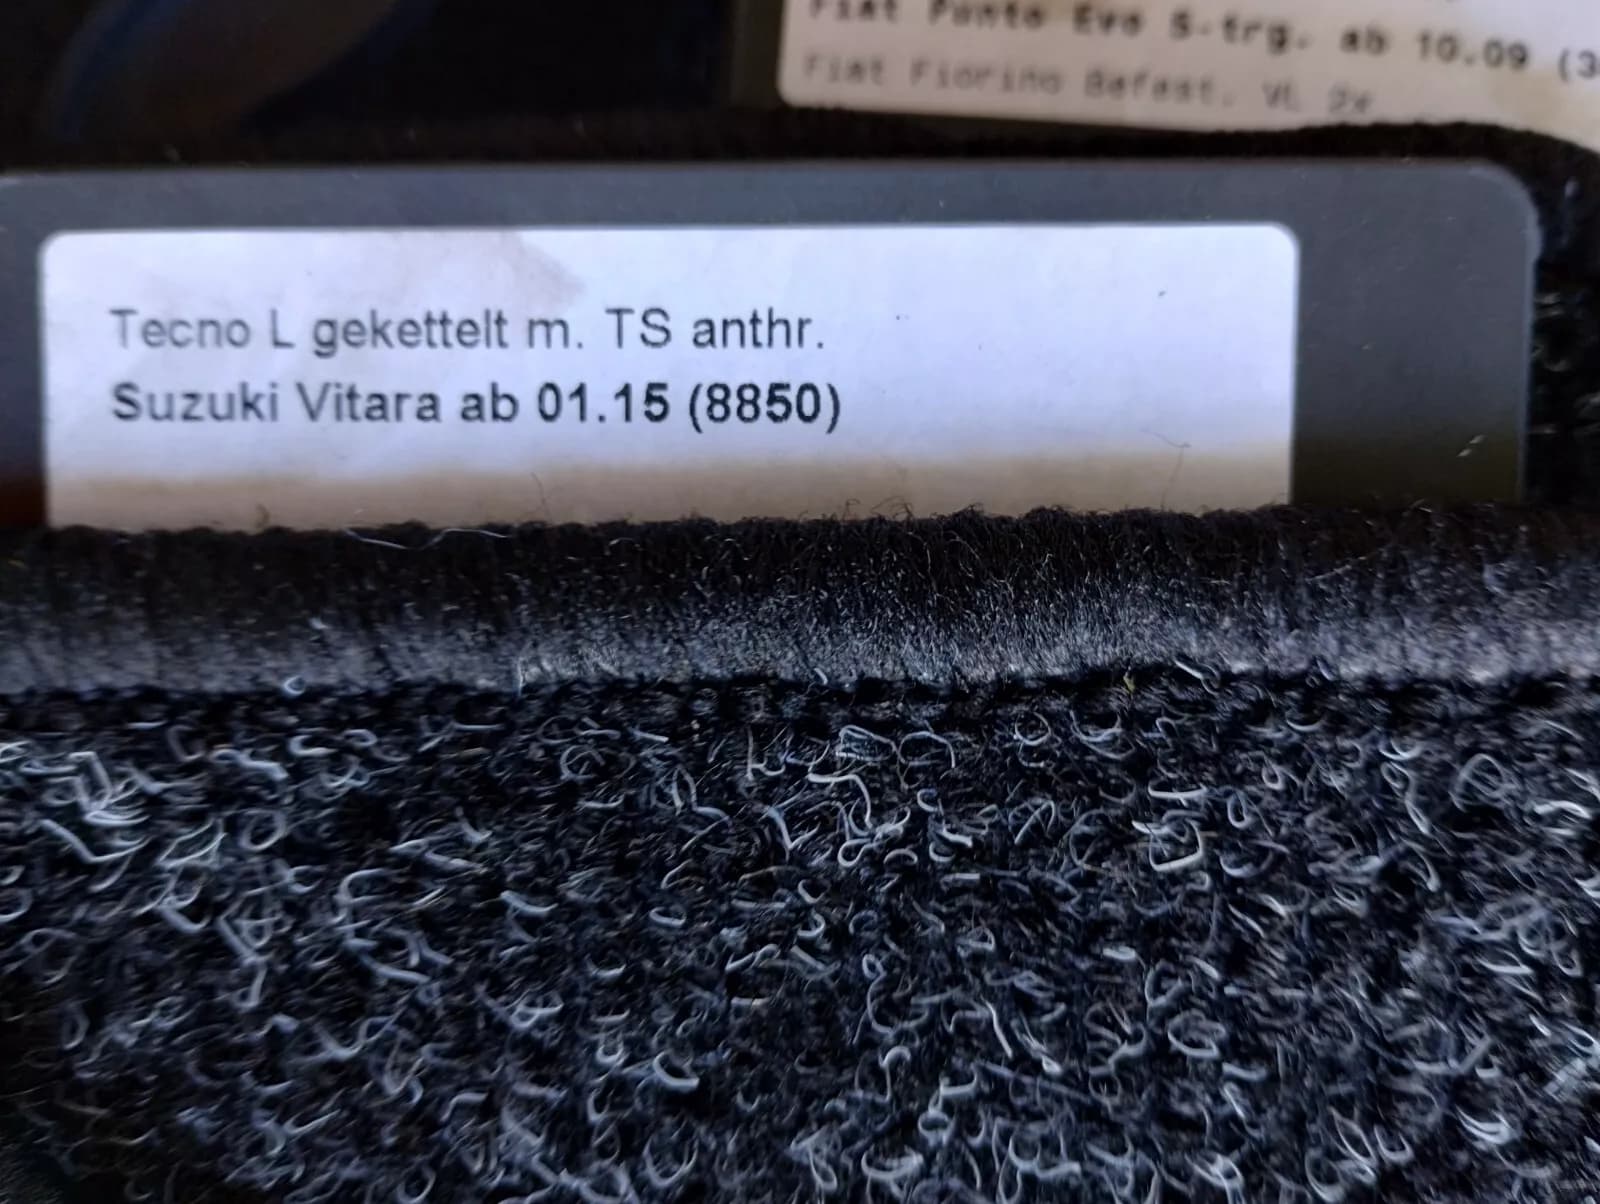 Fiat Punto Evo 5-trg. ab 10.09 (3
Fiat Fiorino Befest. VL 2x
Tecno L gekettelt m. TS anthr.
Suzuki Vitara ab 01.15 (8850)